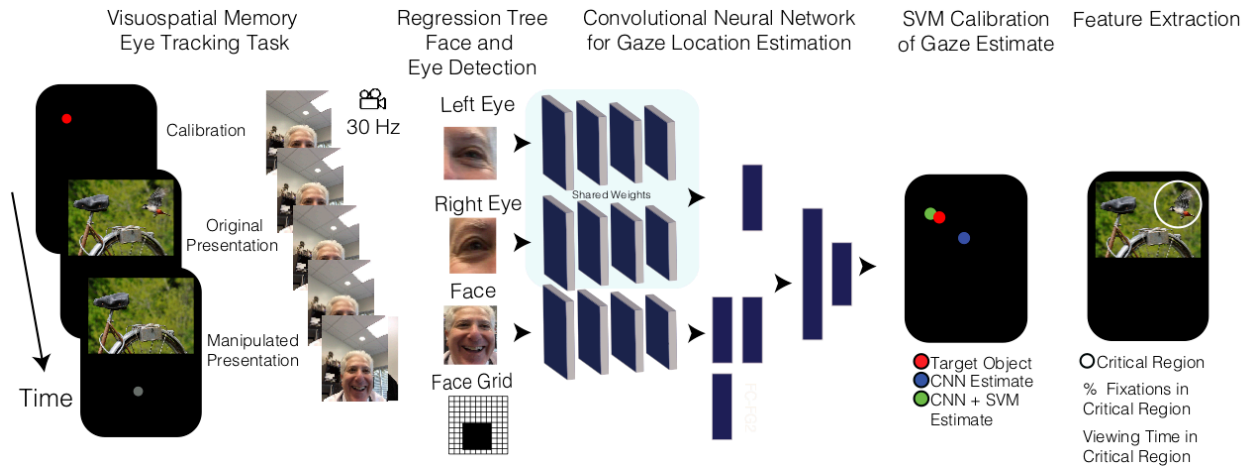 Visuospatial Memory
Eye Tracking Task
Regression Tree
Face and
Eye Detection
Convolutional Neural Network
for Gaze Location Estimation
SVM Calibration
of Gaze Estimate
Feature Extraction
Calibration
Original
Presentation
Manipulated
Presentation
Time
30 Hz
Left Eye
Right Eye
Face
Face Grid
Shared Weights
Target Object
CNN Estimate
CNN + SVM
Estimate
Critical Region
% Fixations in
Critical Region
Viewing Time in
Critical Region